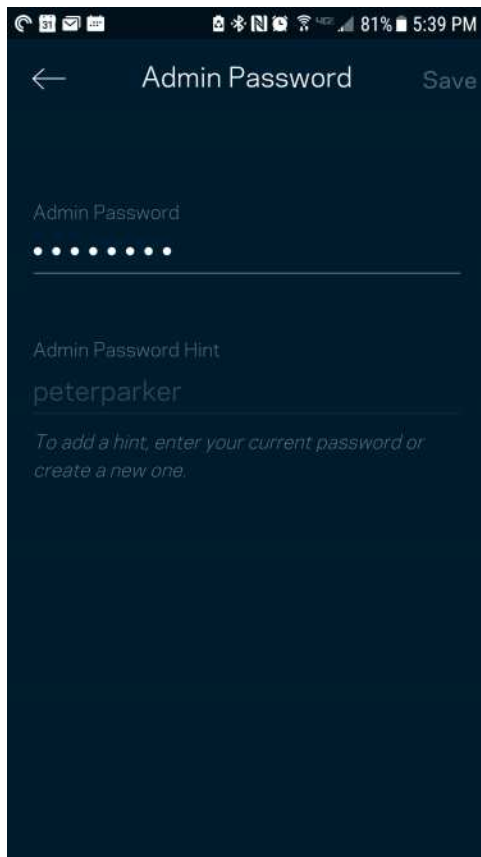 31 81% 5:39 PM
Admin Password Save
Admin Password
••••••••
Admin Password Hint
peterparker
To add a hint, enter your current password or
create a new one.